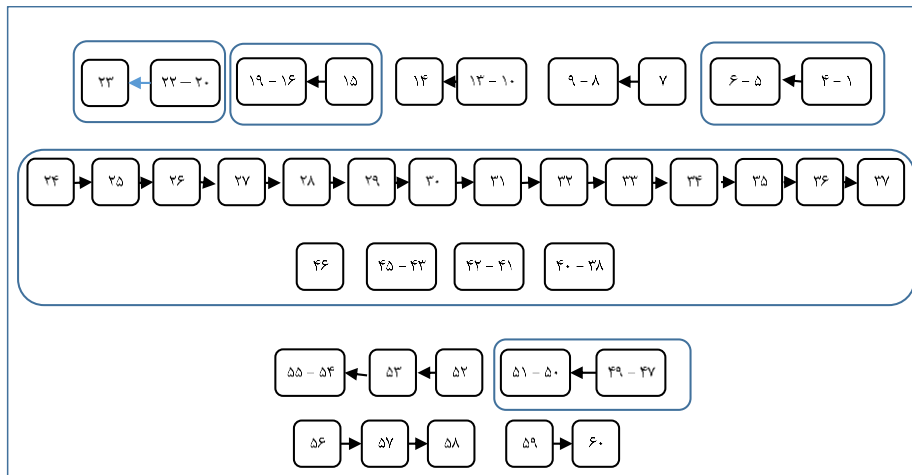 ۱ – ۴ ۵ – ۶ ۷ ۸ – ۹ ۱۰ – ۱۳ ۱۴ ۱۵ ۱۶ – ۱۹ ۲۰ – ۲۲ ۲۳
۲۴ ۲۵ ۲۶ ۲۷ ۲۸ ۲۹ ۳۰ ۳۱ ۳۲ ۳۳ ۳۴ ۳۵ ۳۶ ۳۷
۳۸ – ۴۰ ۴۱ – ۴۲ ۴۳ – ۴۵ ۴۶
۴۷ – ۴۹ ۵۰ – ۵۱ ۵۲ ۵۳ ۵۴ – ۵۵
۵۶ ۵۷ ۵۸ ۵۹ ۶۰